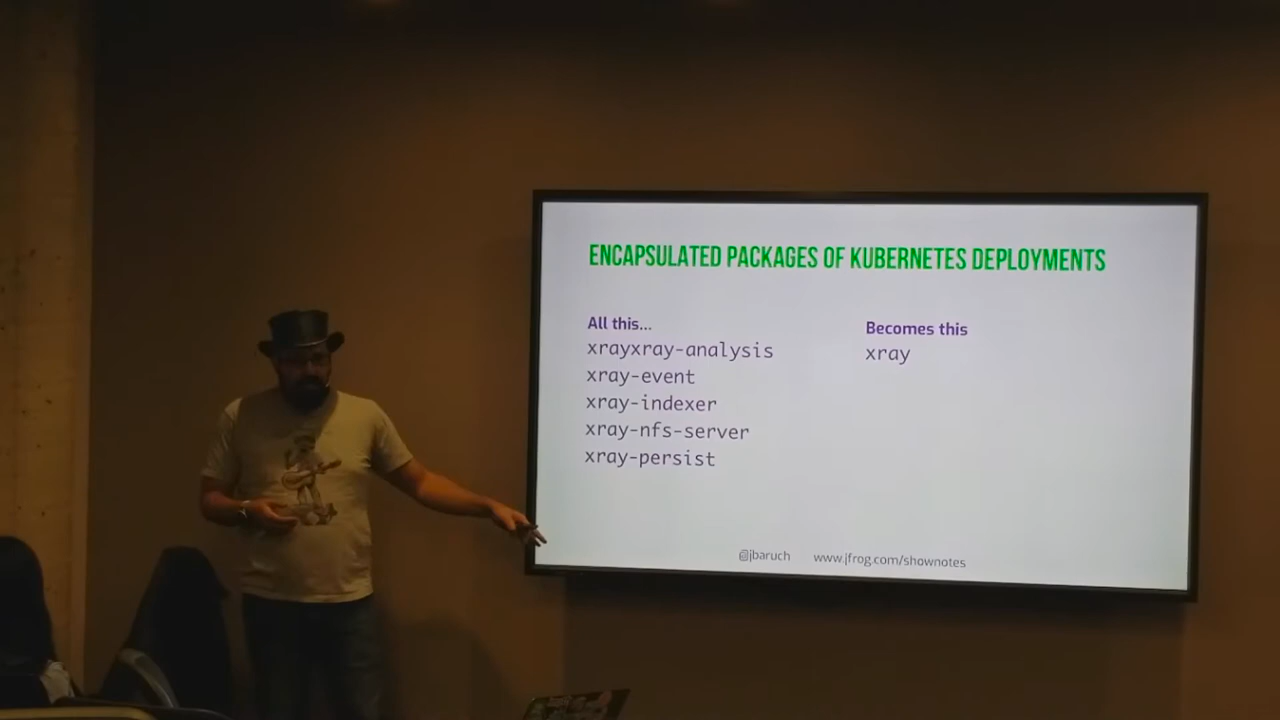 ENCAPSULATED PACKAGES OF KUBERNETES DEPLOYMENTS
All this...
xrayxray-analysis
xray-event
xray-indexer
xray-nfs-server
xray-persist
Becomes this
xray
@jbaruch
www.jfrog.com/shownotes